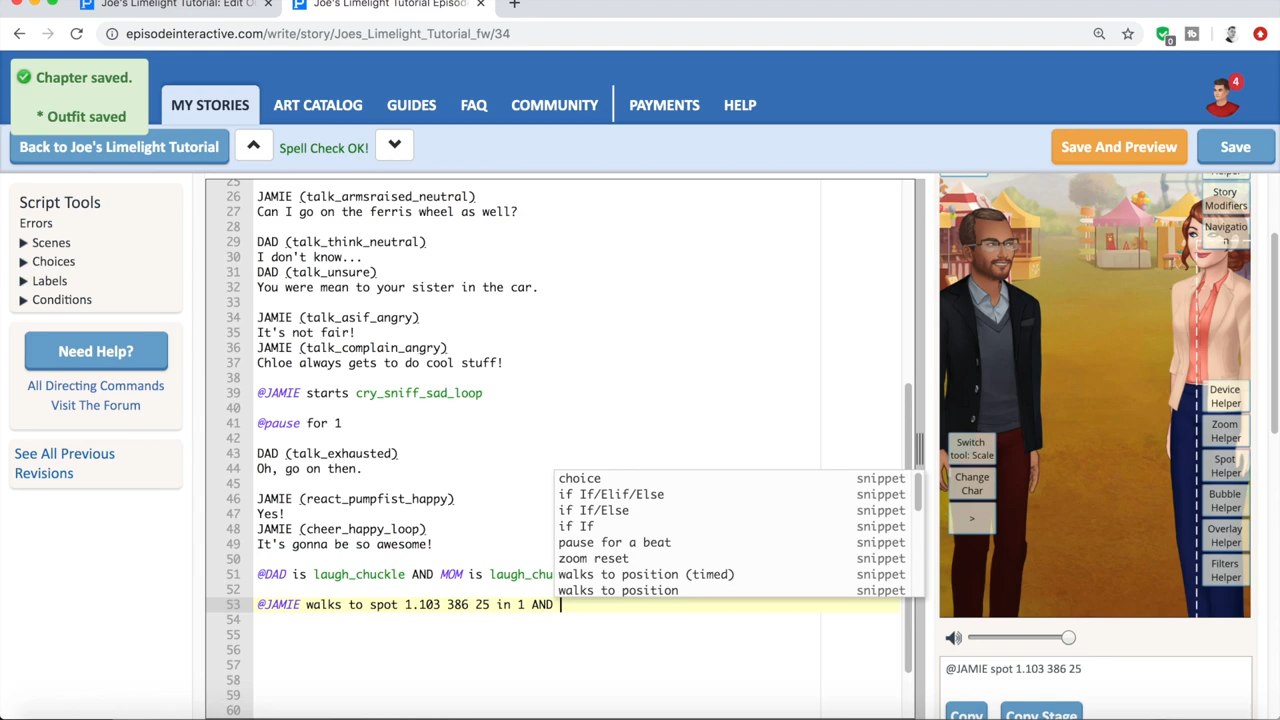 Joe's Limelight Tutorial: Edit O
Joe's Limelight Tutorial Episod
episodeinteractive.com/write/story/Joes_Limelight_Tutorial_fw/34
Chapter saved.
* Outfit saved
MY STORIES
ART CATALOG
GUIDES
FAQ
COMMUNITY
PAYMENTS
HELP
4
Back to Joe's Limelight Tutorial
Spell Check OK!
Save And Preview
Save
Script Tools
Errors
Scenes
Choices
Labels
Conditions
Need Help?
All Directing Commands
Visit The Forum
See All Previous
Revisions
25
26 JAMIE (talk_armsraised_neutral)
27 Can I go on the ferris wheel as well?
28
29 DAD (talk_think_neutral)
30 I don't know...
31 DAD (talk_unsure)
32 You were mean to your sister in the car.
33
34 JAMIE (talk_asif_angry)
35 It's not fair!
36 JAMIE (talk_complain_angry)
37 Chloe always gets to do cool stuff!
38
39 @JAMIE starts cry_sniff_sad_loop
40
41 @pause for 1
42
43 DAD (talk_exhausted)
44 Oh, go on then.
45
46 JAMIE (react_pumpfist_happy)
47 Yes!
48 JAMIE (cheer_happy_loop)
49 It's gonna be so awesome!
50
51 @DAD is laugh_chuckle AND MOM is laugh_chu
52
53 @JAMIE walks to spot 1.103 386 25 in 1 AND
54
55
56
57
58
59
60
choice snippet
if If/Elif/Else snippet
if If/Else snippet
if If snippet
pause for a beat snippet
zoom reset snippet
walks to position (timed) snippet
walks to position snippet
Helper
Story
Modifiers
Navigatio
n
Device
Helper
Zoom
Helper
Spot
Helper
Bubble
Helper
Overlay
Helper
Filters
Helper
Switch
tool: Scale
Change
Char
>
@JAMIE spot 1.103 386 25
Copy
Copy Stage